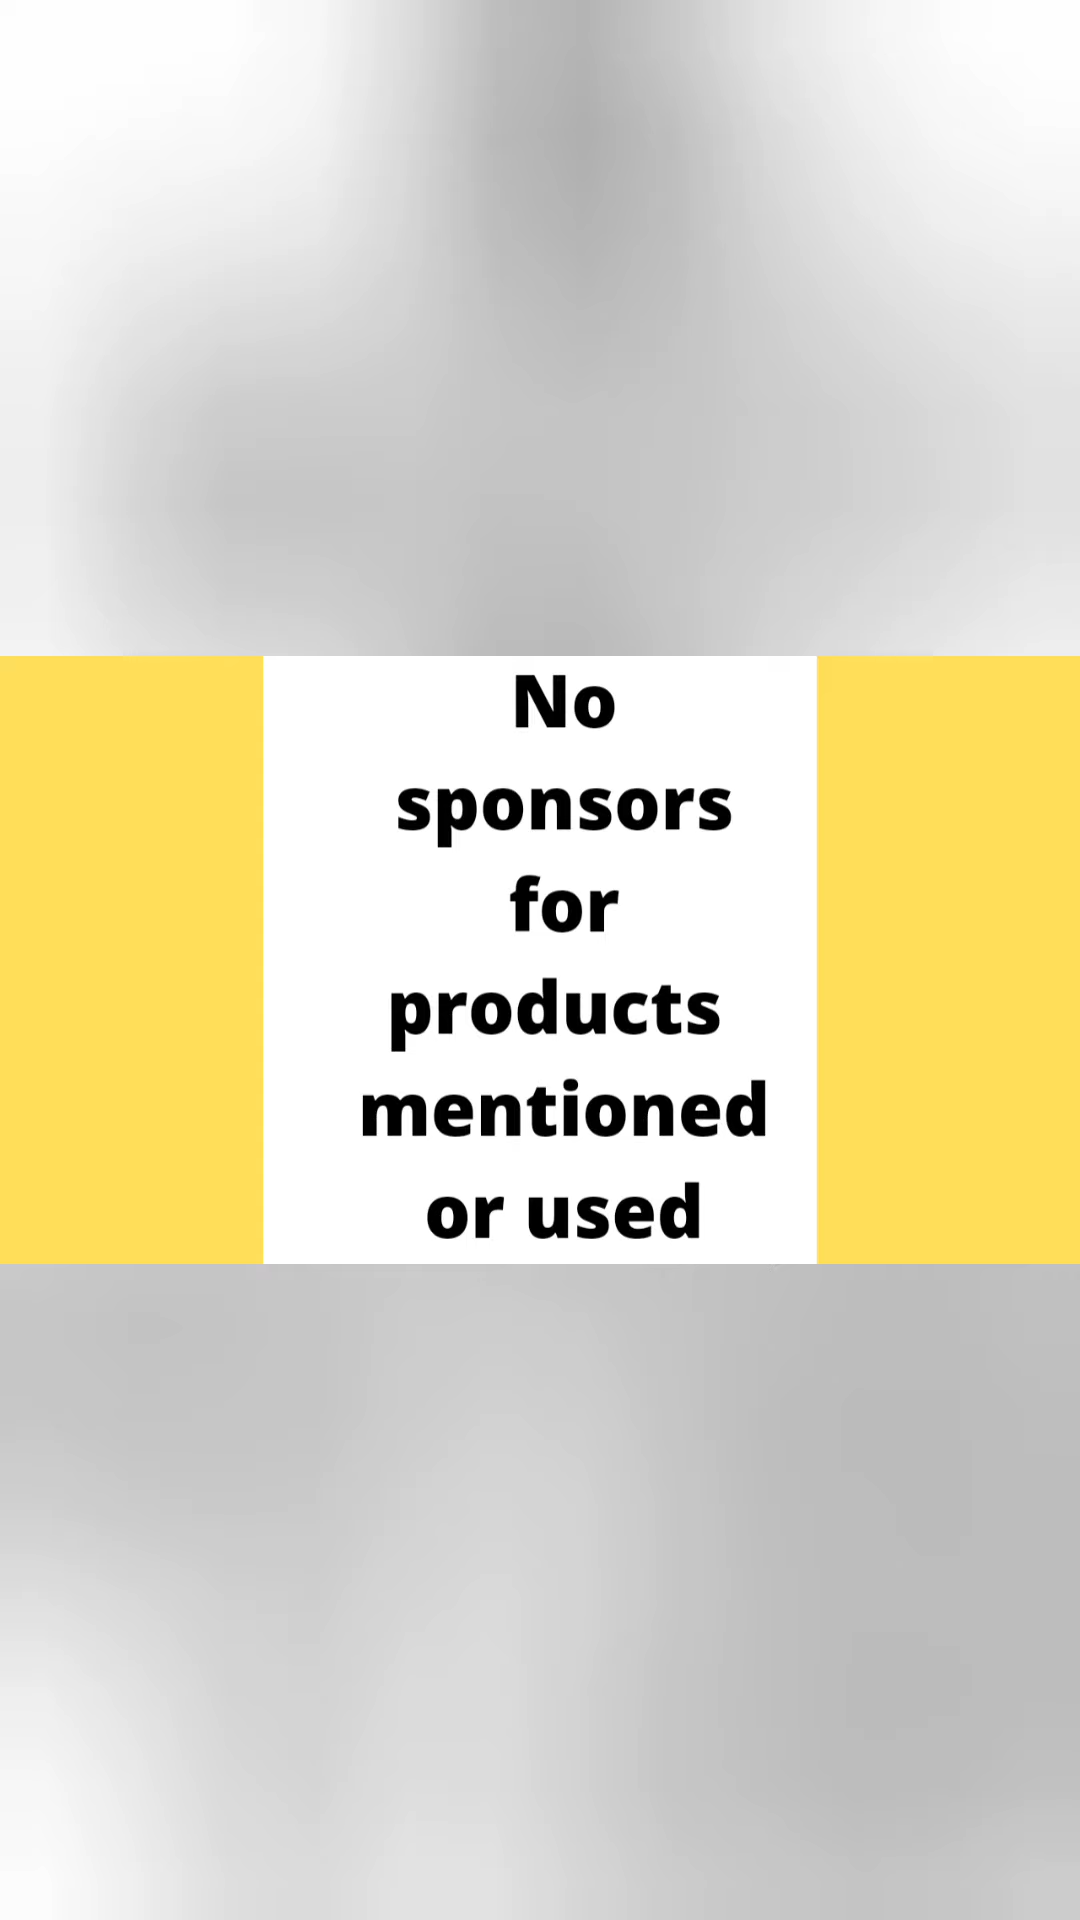 No
sponsors
for
products
mentioned
or used